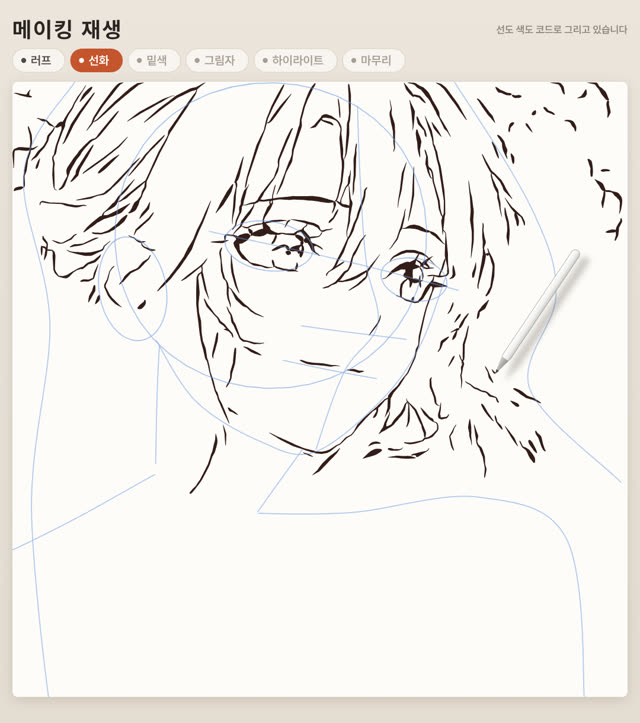 메이킹 재생
선도 색도 코드로 그리고 있습니다
러프
선화
밑색
그림자
하이라이트
마무리